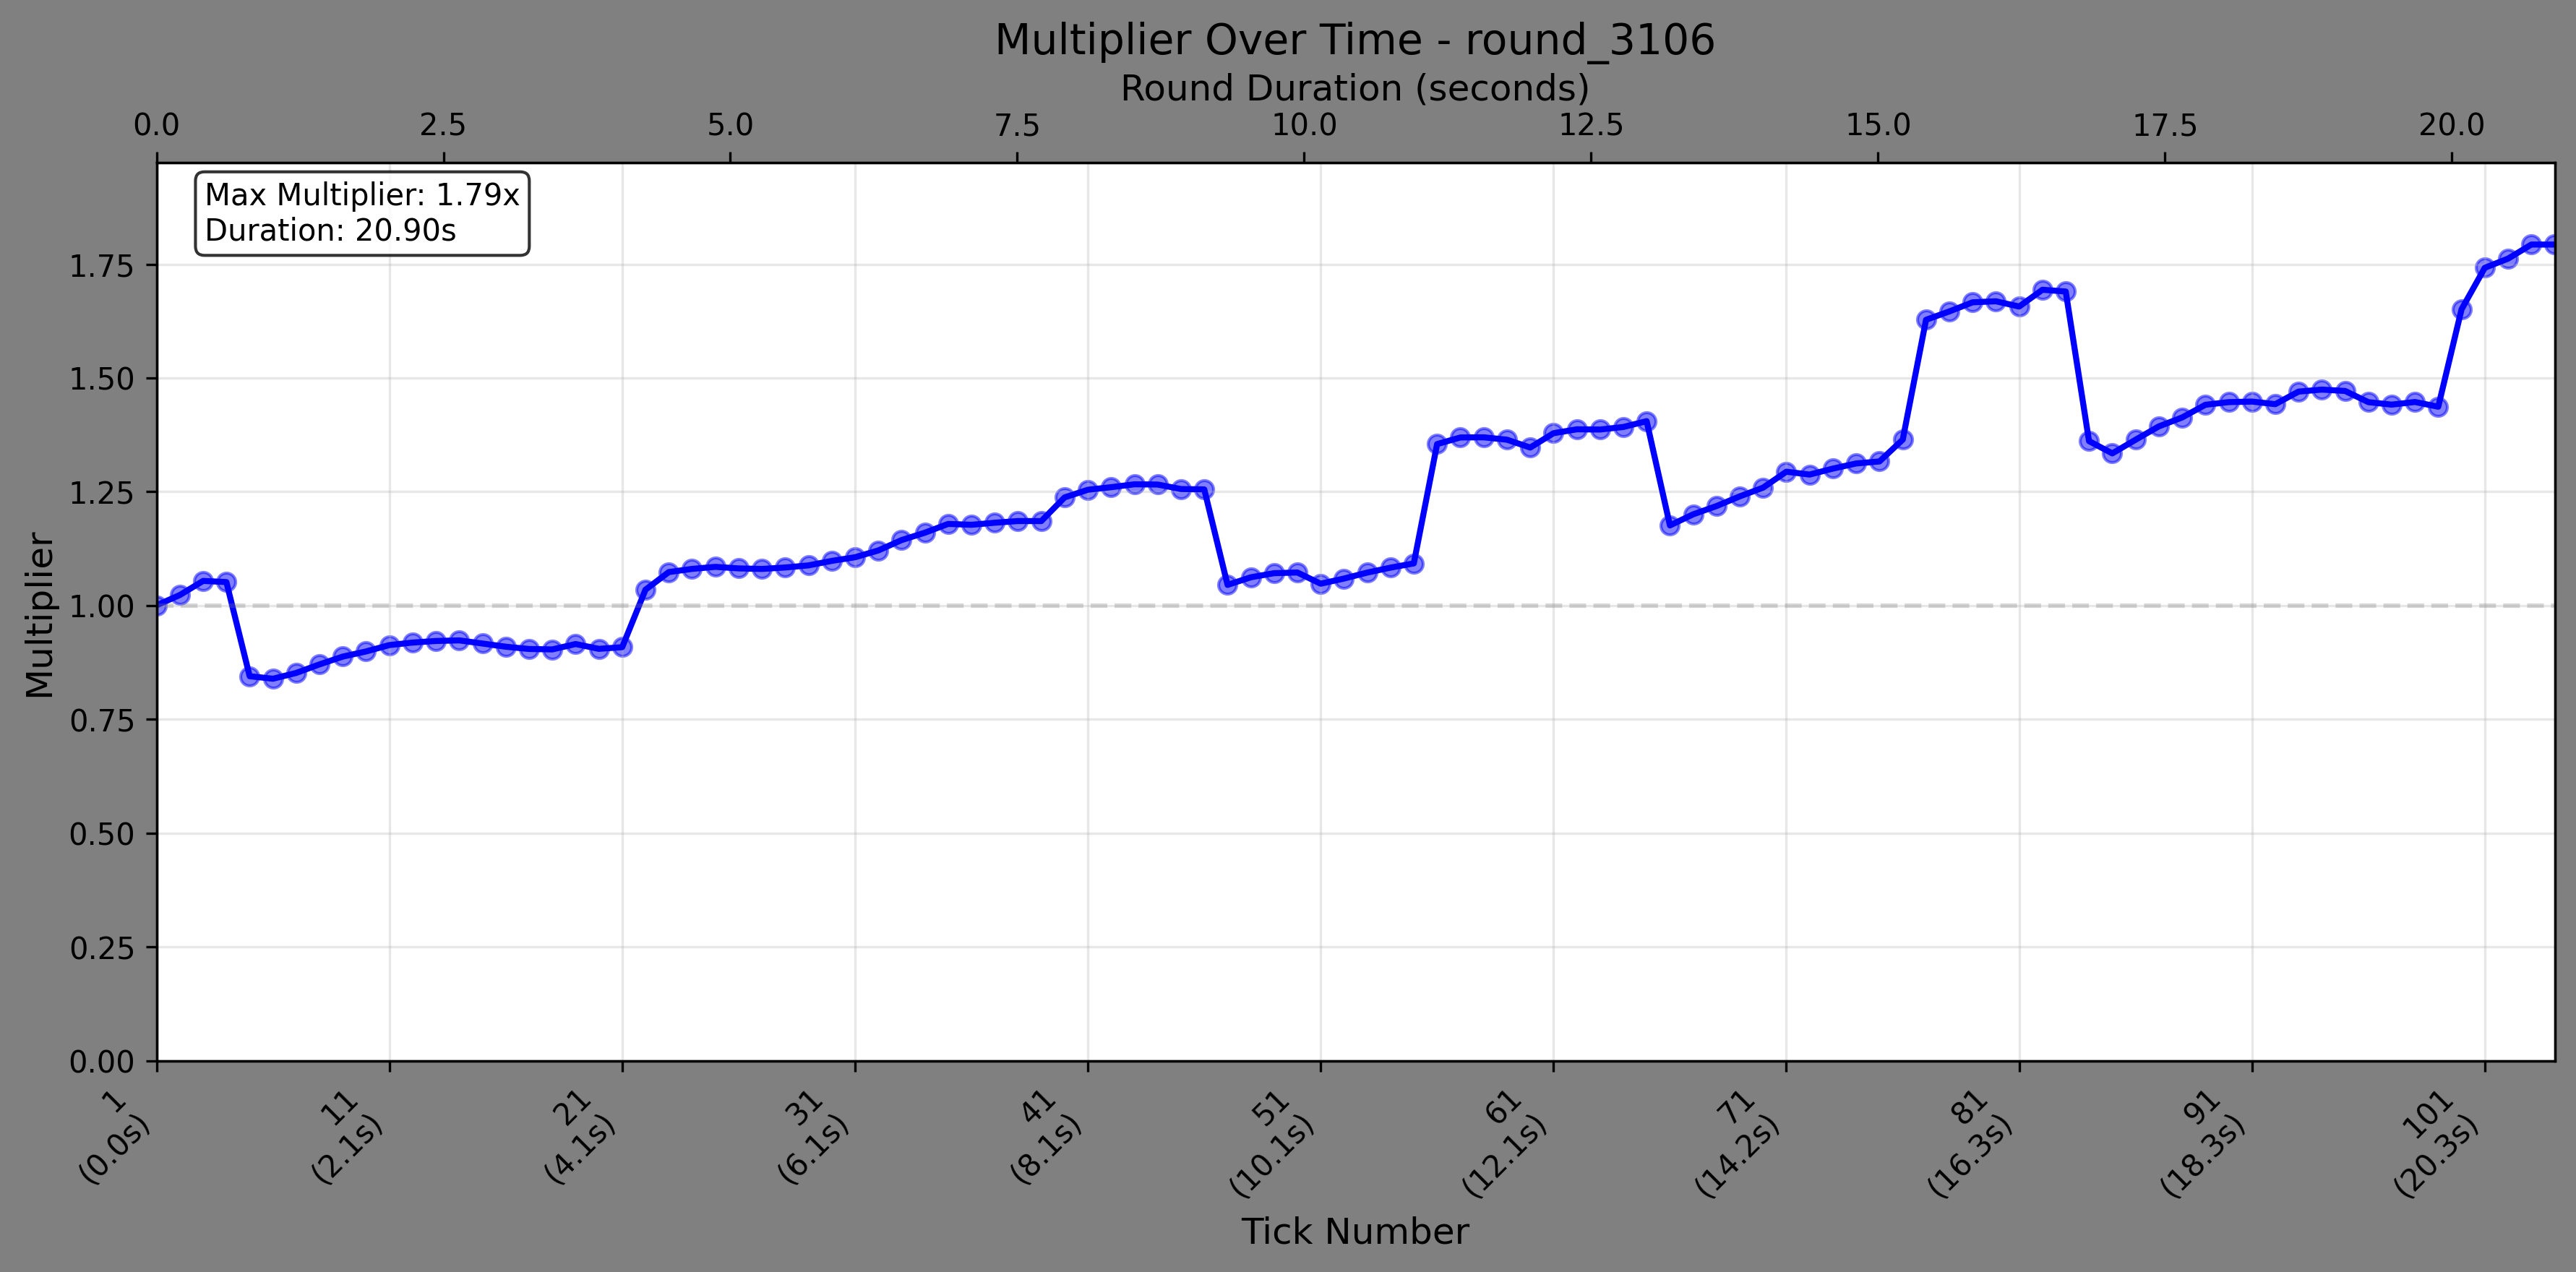 Multiplier Over Time - round_3106
Round Duration (seconds)
0.0 2.5 5.0 7.5 10.0 12.5 15.0 17.5 20.0
Max Multiplier: 1.79x
Duration: 20.90s
1.75
1.50
1.25
1.00
0.75
0.50
0.25
0.00
Multiplier
1
(0.0s)
11
(2.1s)
21
(4.1s)
31
(6.1s)
41
(8.1s)
51
(10.1s)
61
(12.1s)
71
(14.2s)
81
(16.3s)
91
(18.3s)
101
(20.3s)
Tick Number